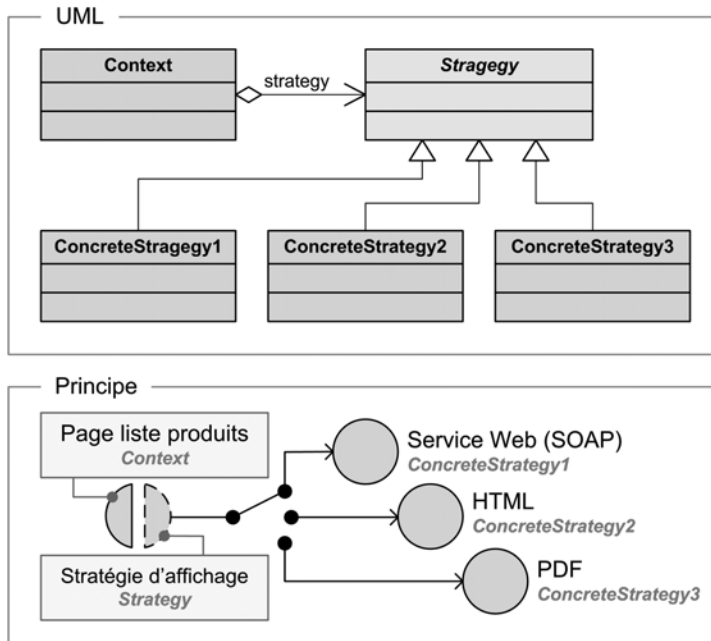 UML
Context
strategy
Stragegy
ConcreteStragegy1
ConcreteStrategy2
ConcreteStrategy3
Principe
Page liste produits
Context
Stratégie d'affichage
Strategy
Service Web (SOAP)
ConcreteStrategy1
HTML
ConcreteStrategy2
PDF
ConcreteStrategy3